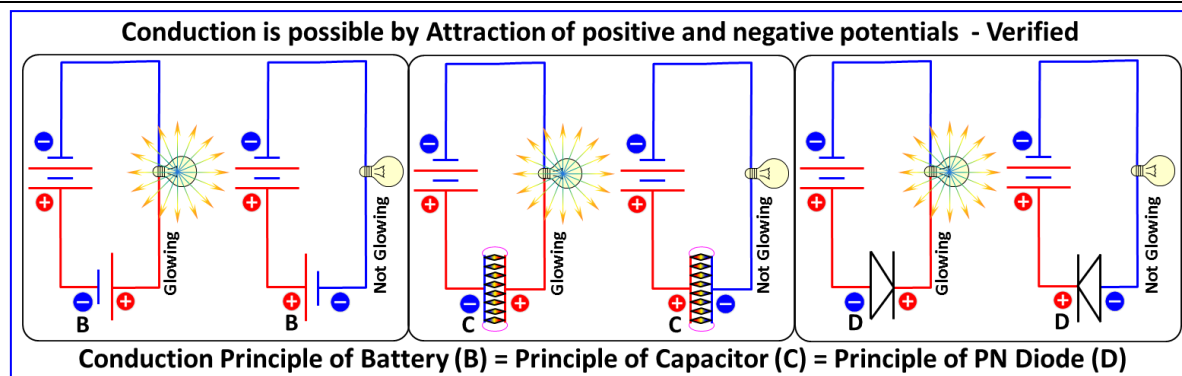 Conduction is possible by Attraction of positive and negative potentials - Verified
Glowing
Not Glowing
Glowing
Not Glowing
Glowing
Not Glowing
B
B
C
C
D
D
Conduction Principle of Battery (B) = Principle of Capacitor (C) = Principle of PN Diode (D)